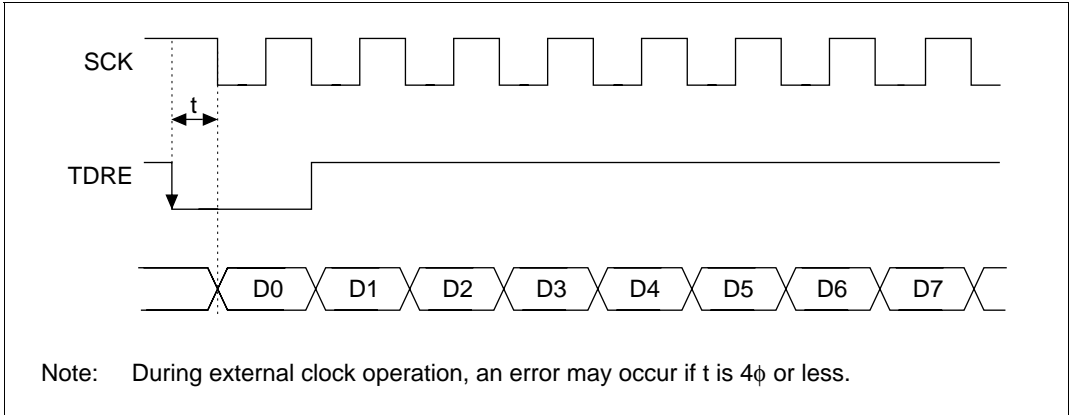 SCK
t
TDRE
D0 D1 D2 D3 D4 D5 D6 D7
Note: During external clock operation, an error may occur if t is 4ϕ or less.